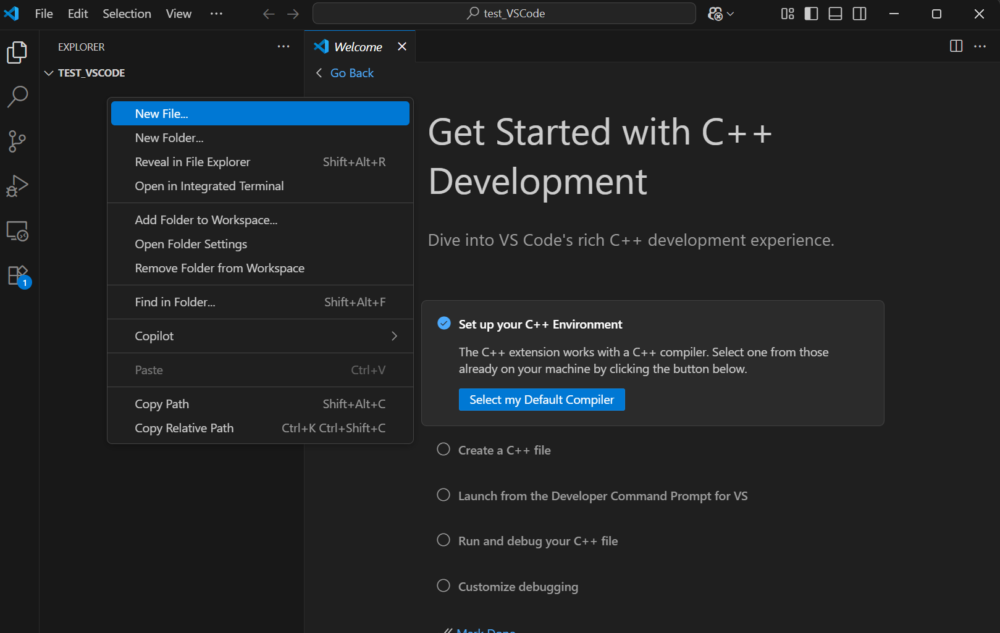 File Edit Selection View ··· test_VSCode
EXPLORER ···
TEST_VSCODE
Welcome
Go Back
New File...
New Folder...
Reveal in File Explorer Shift+Alt+R
Open in Integrated Terminal
Add Folder to Workspace...
Open Folder Settings
Remove Folder from Workspace
Find in Folder... Shift+Alt+F
Copilot
Paste Ctrl+V
Copy Path Shift+Alt+C
Copy Relative Path Ctrl+K Ctrl+Shift+C
1
Get Started with C++
Development
Dive into VS Code's rich C++ development experience.
Set up your C++ Environment
The C++ extension works with a C++ compiler. Select one from those
already on your machine by clicking the button below.
Select my Default Compiler
Create a C++ file
Launch from the Developer Command Prompt for VS
Run and debug your C++ file
Customize debugging
Mark Done